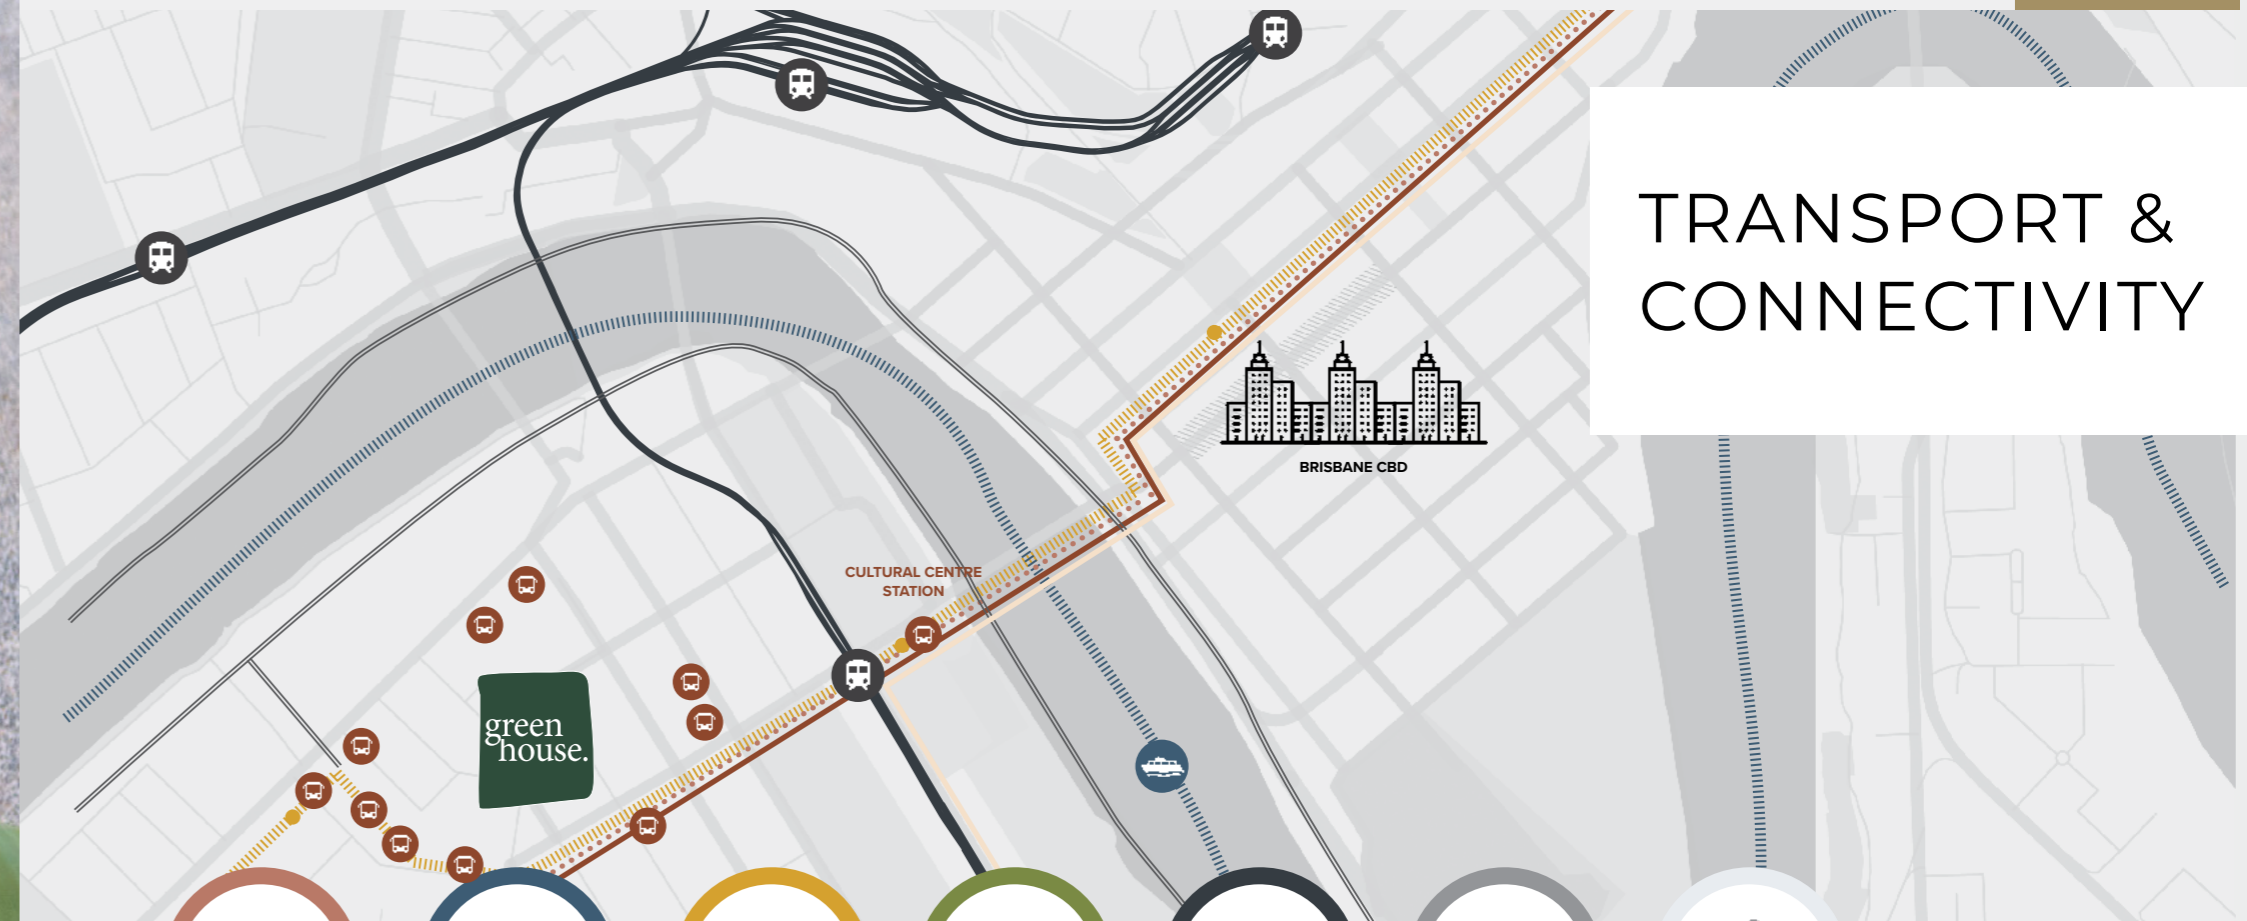 TRANSPORT &
CONNECTIVITY
BRISBANE CBD
CULTURAL CENTRE
STATION
green
house.